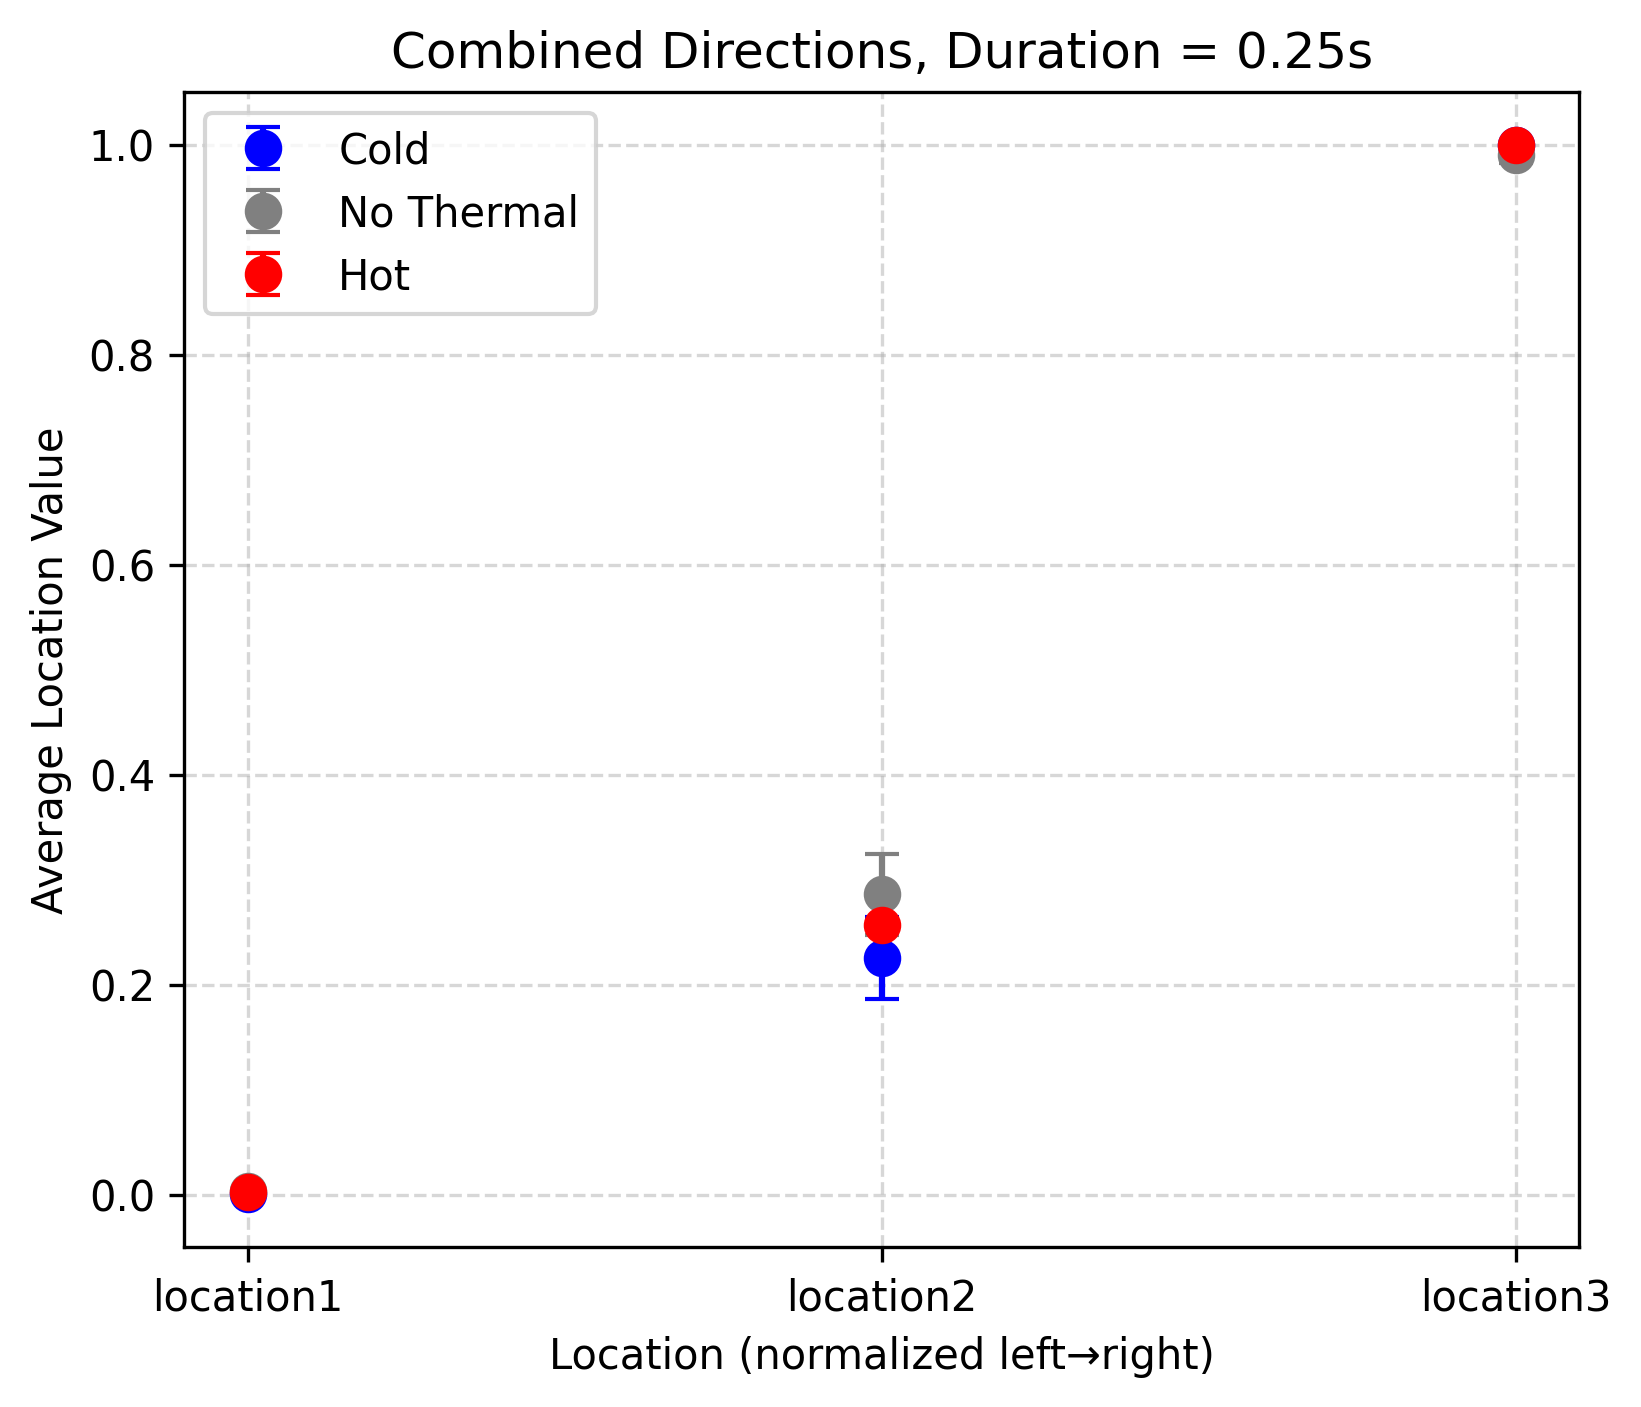 Combined Directions, Duration = 0.25s
Cold
No Thermal
Hot
Average Location Value
1.0
0.8
0.6
0.4
0.2
0.0
location1
location2
location3
Location (normalized left→right)